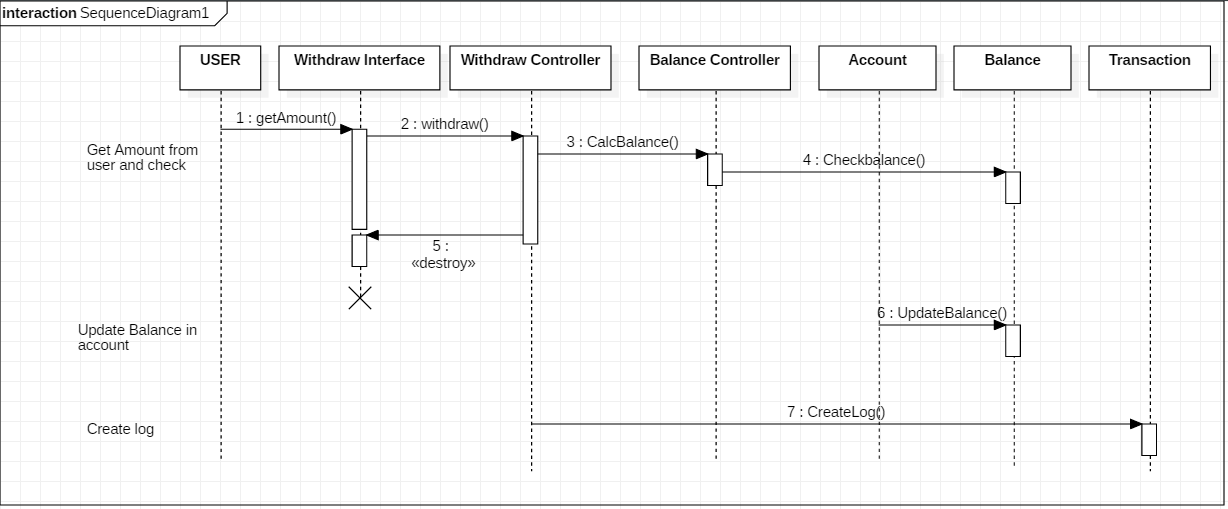 interaction SequenceDiagram1
USER
Withdraw Interface
Withdraw Controller
Balance Controller
Account
Balance
Transaction
1 : getAmount()
2 : withdraw()
3 : CalcBalance()
4 : Checkbalance()
Get Amount from
user and check
5 :
«destroy»
6 : UpdateBalance()
Update Balance in
account
7 : CreateLog()
Create log